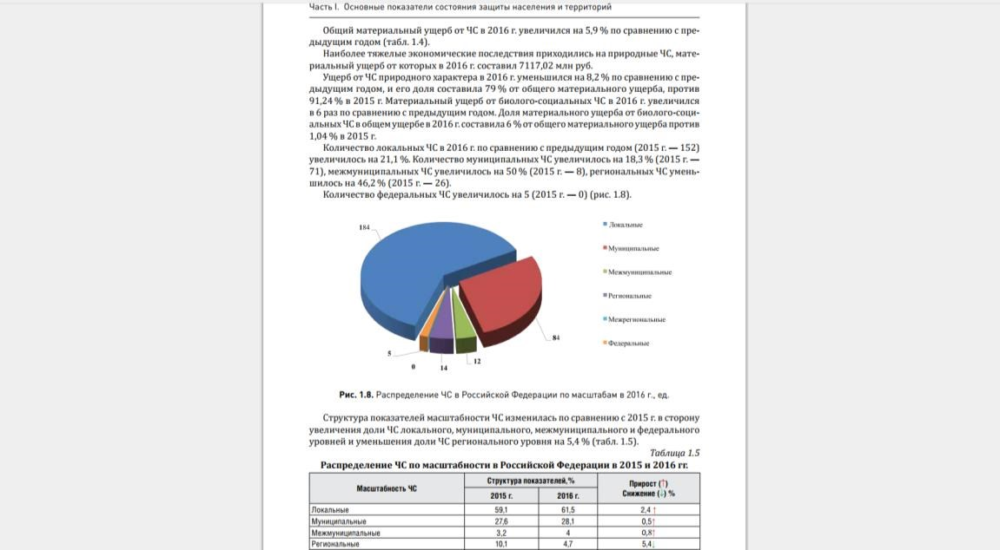 Часть I. Основные показатели состояния защиты населения и территорий
Общий материальный ущерб от ЧС в 2016 г. увеличился на 5,9 % по сравнению с пре-
дыдущим годом (табл. 1.4).
Наиболее тяжелые экономические последствия приходились на природные ЧС, мате-
риальный ущерб от которых в 2016 г. составил 7117,02 млн руб.
Ущерб от ЧС природного характера в 2016 г. уменьшился на 8,2 % по сравнению с пре-
дыдущим годом, и его доля составила 79 % от общего материального ущерба, против
91,24 % в 2015 г. Материальный ущерб от биолого-социальных ЧС в 2016 г. увеличился
в 6 раз по сравнению с предыдущим годом. Доля материального ущерба от биолого-соци-
альных ЧС в общем ущербе в 2016 г. составила 6 % от общего материального ущерба против
1,04 % в 2015 г.
Количество локальных ЧС в 2016 г. по сравнению с предыдущим годом (2015 г. — 152)
увеличилось на 21,1 %. Количество муниципальных ЧС увеличилось на 18,3 % (2015 г. —
71), межмуниципальных ЧС увеличилось на 50 % (2015 г. — 8), региональных ЧС умень-
шилось на 46,2 % (2015 г. — 26).
Количество федеральных ЧС увеличилось на 5 (2015 г. — 0) (рис. 1.8).
184
Локальные
Муниципальные
Межмуниципальные
Региональные
Межрегиональные
Федеральные
84
5
0
14
12
Рис. 1.8. Распределение ЧС в Российской Федерации по масштабам в 2016 г., ед.
Структура показателей масштабности ЧС изменилась по сравнению с 2015 г. в сторону
увеличения доли ЧС локального, муниципального, межмуниципального и федерального
уровней и уменьшения доли ЧС регионального уровня на 5,4 % (табл. 1.5).
Таблица 1.5
Распределение ЧС по масштабности в Российской Федерации в 2015 и 2016 гг.
Масштабность ЧС Структура показателей,% Прирост (↑)
2015 г. 2016 г. Снижение (↓) %
Локальные 59,1 61,5 2,4 ↑
Муниципальные 27,6 28,1 0,5↑
Межмуниципальные 3,2 4 0,8↑
Региональные 10,1 4,7 5,4↓